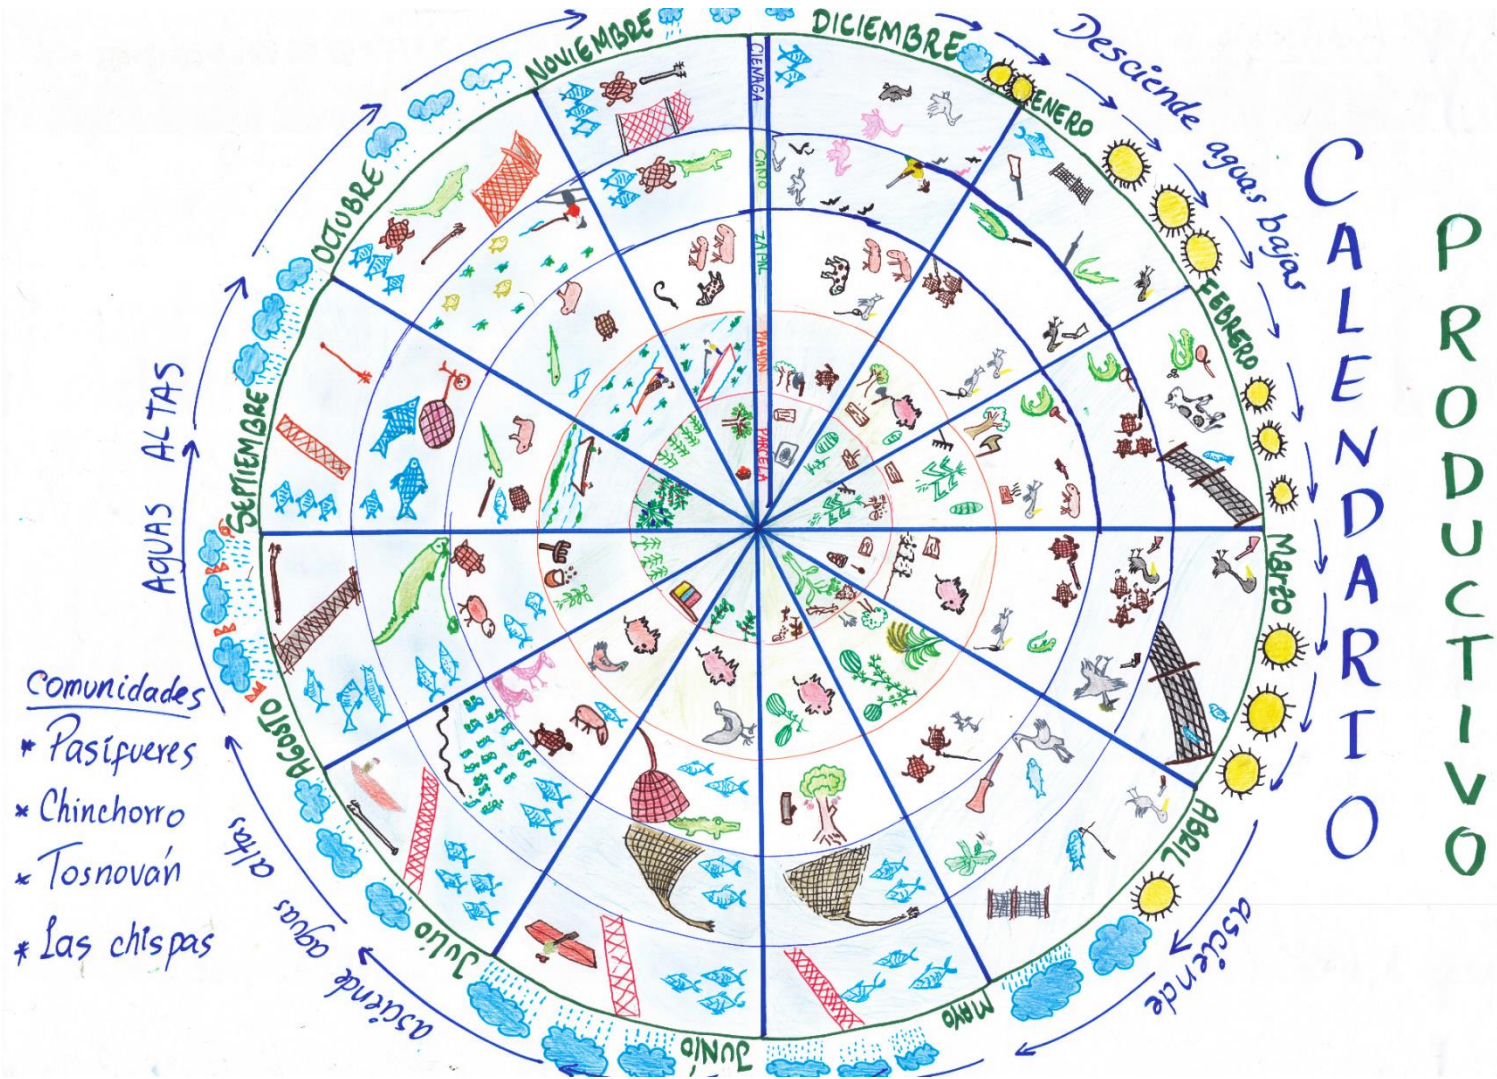 CALENDARIO
PRODUCTIVO
DICIEMBRE
ENERO
FEBRERO
Marzo
ABRIL
MAYO
JUNIO
JULIO
AGOSTO
SEPTIEMBRE
OCTUBRE
NOVIEMBRE
CIENAGA
CAÑO
ZAPAL
PLAYON
PARCELA
Desciende aguas bajas
asciende
asciende aguas altas
AGUAS ALTAS
Comunidades
* Pasifueres
* Chinchorro
* Tosnován
* Las chispas